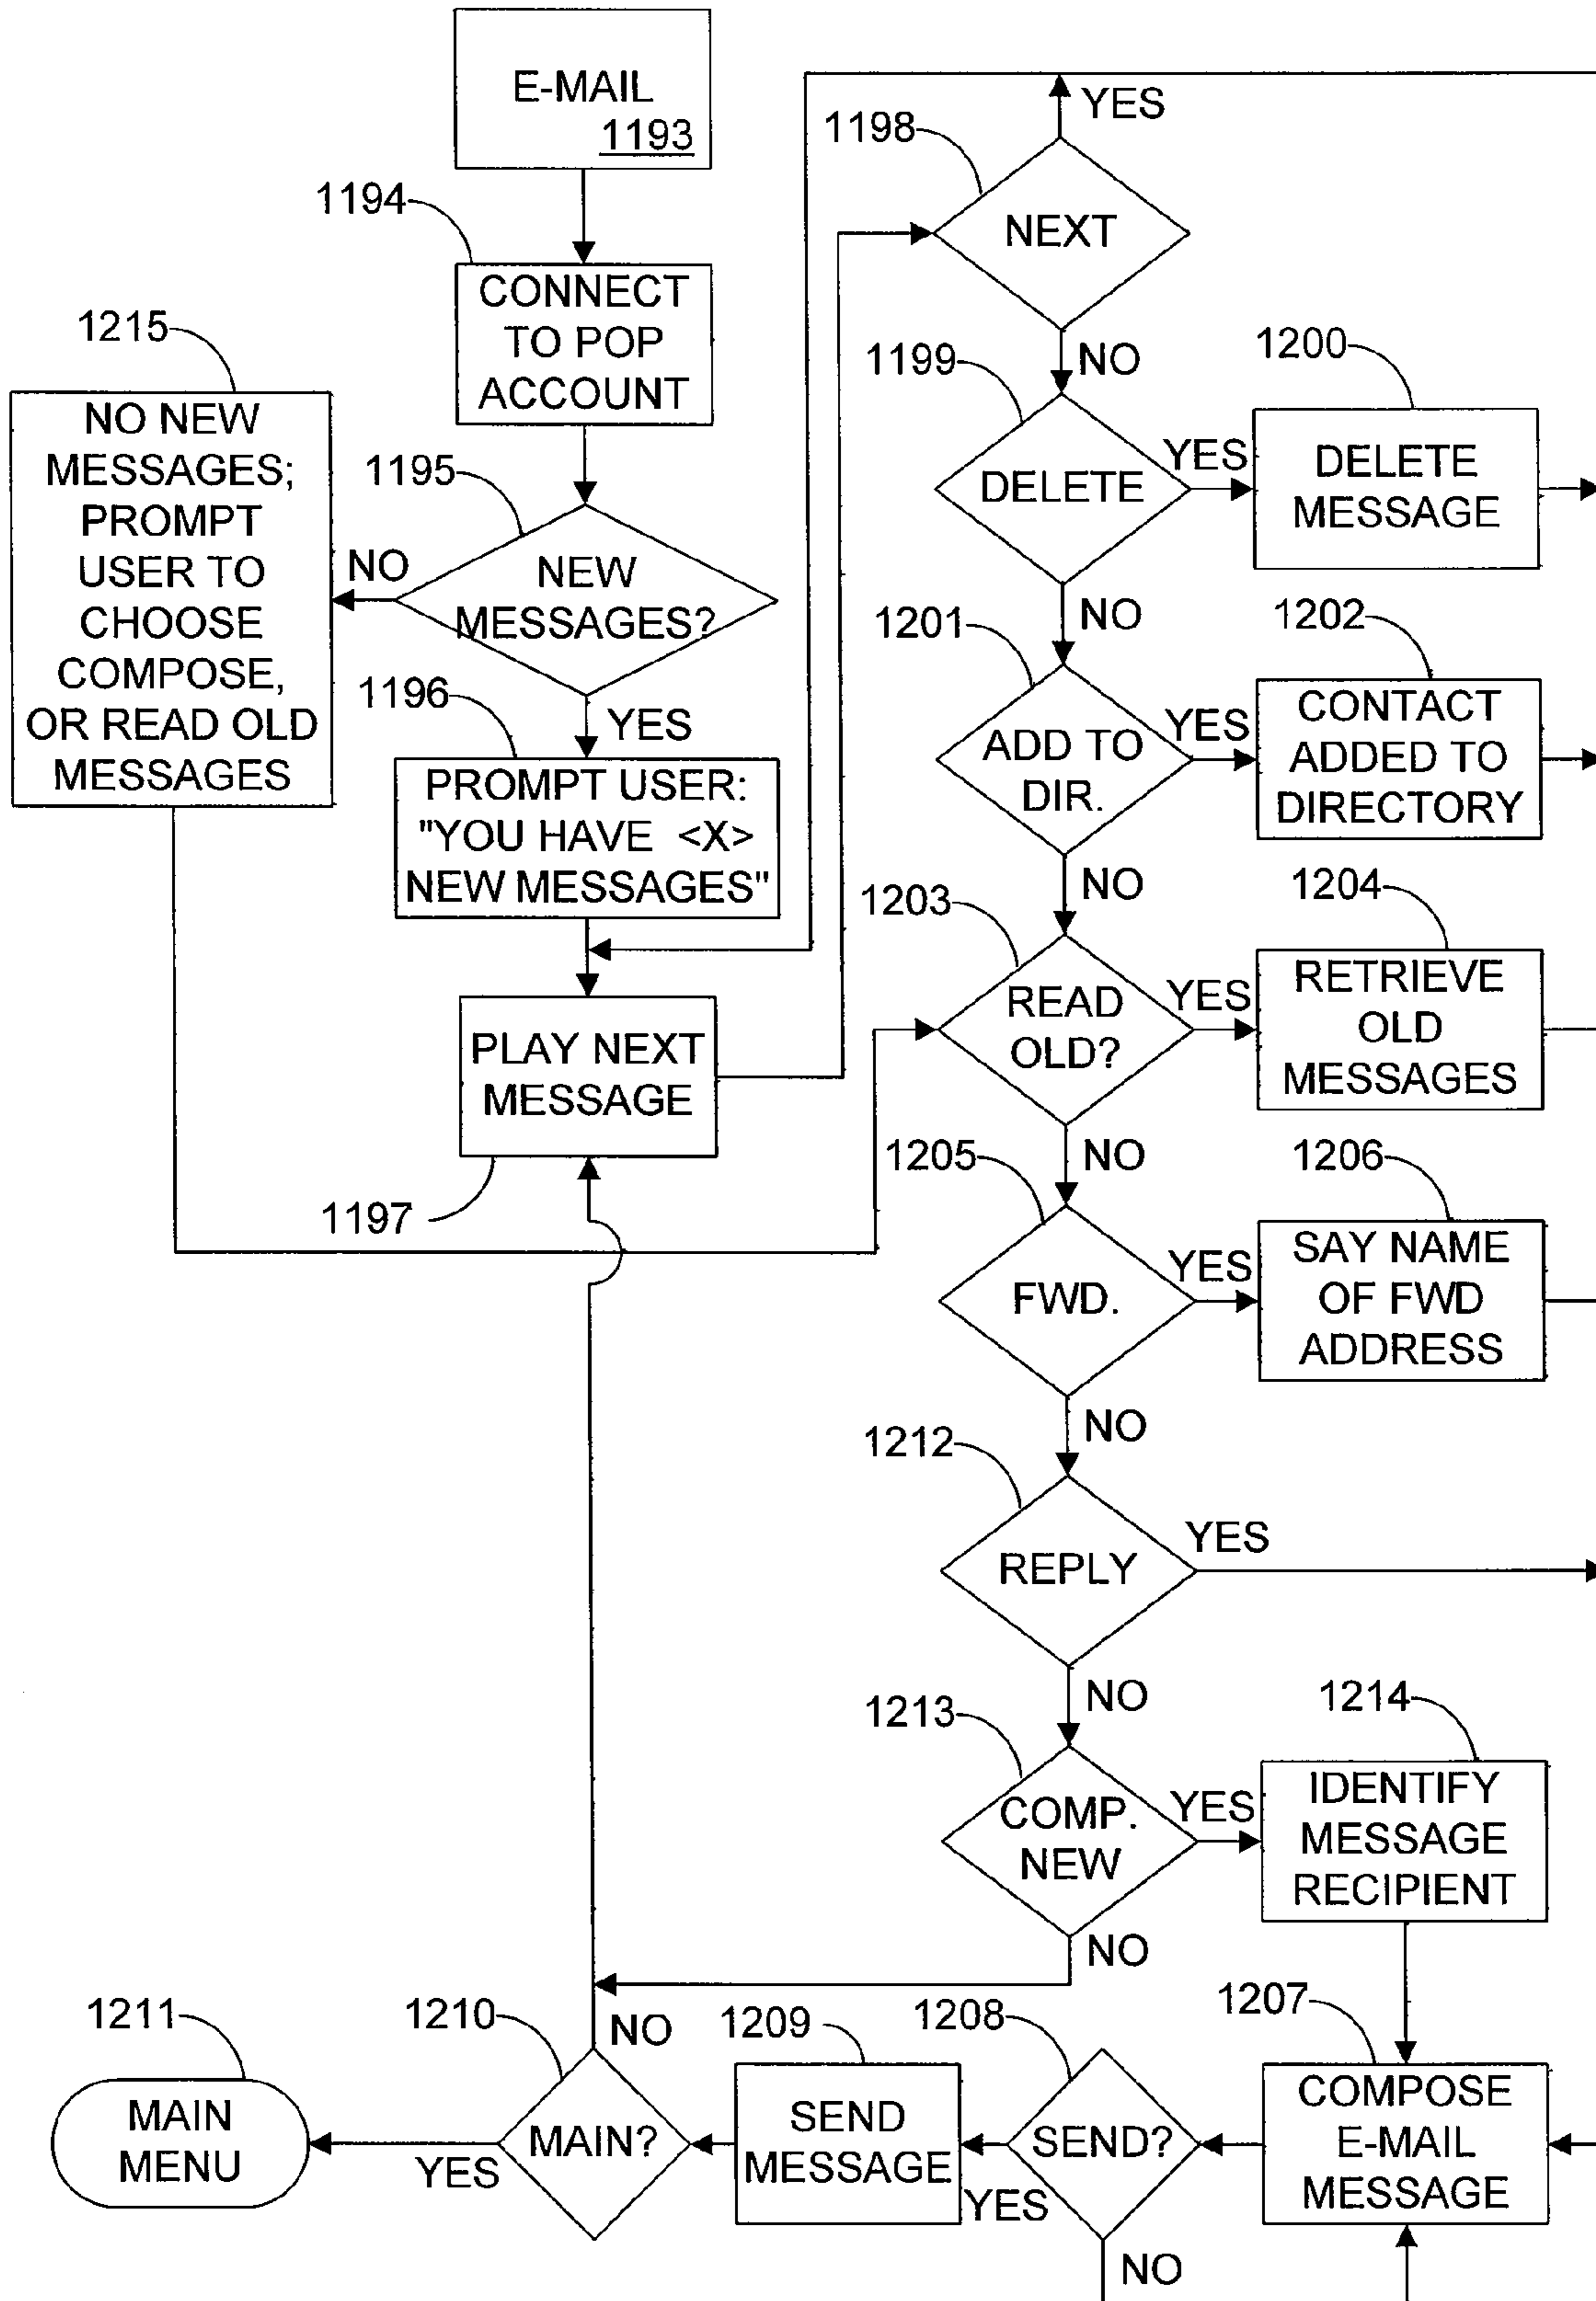 E-MAIL
1193
1194
CONNECT
TO POP
ACCOUNT
1215
NO NEW
MESSAGES;
PROMPT
USER TO
CHOOSE
COMPOSE,
OR READ OLD
MESSAGES
1195
NO
NEW
MESSAGES?
YES
1196
PROMPT USER:
"YOU HAVE <X>
NEW MESSAGES"
PLAY NEXT
MESSAGE
1197
1198
YES
NEXT
NO
1199
DELETE
YES
1200
DELETE
MESSAGE
NO
1201
ADD TO
DIR.
YES
1202
CONTACT
ADDED TO
DIRECTORY
NO
1203
READ
OLD?
YES
1204
RETRIEVE
OLD
MESSAGES
NO
1205
FWD.
YES
1206
SAY NAME
OF FWD
ADDRESS
NO
1212
REPLY
YES
NO
1213
COMP.
NEW
YES
1214
IDENTIFY
MESSAGE
RECIPIENT
NO
1207
COMPOSE
E-MAIL
MESSAGE
1208
SEND?
YES
NO
1209
SEND
MESSAGE
1210
NO
MAIN?
YES
1211
MAIN
MENU